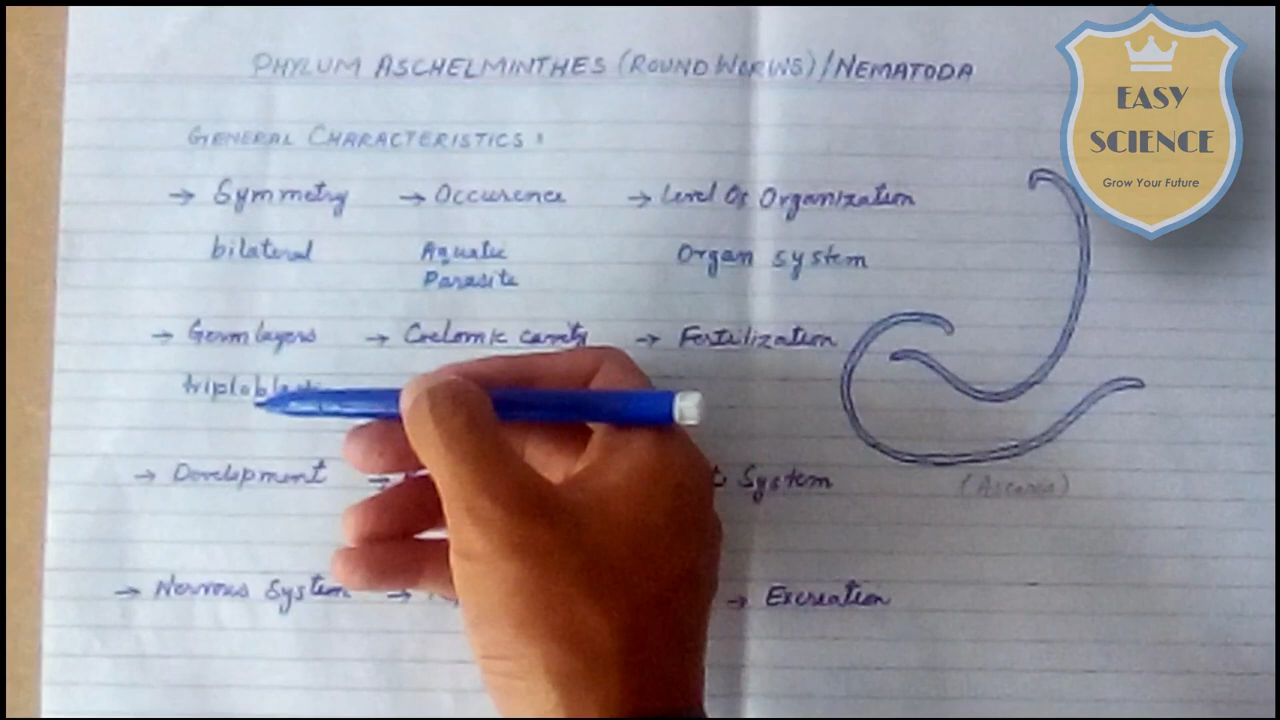 PHYLUM ASCHELMINTHES (ROUND WORMS)/NEMATODA
EASY
SCIENCE
Grow Your Future
GENERAL CHARACTERISTICS :
→ Symmetry → Occurence → Level Of Organization
bilateral Aquatic Organ system
Parasite
→ Germ layers → Coelomic cavity → Fertilization
→ Development → System
(Ascaris)
→ Nervous System → → Excreation